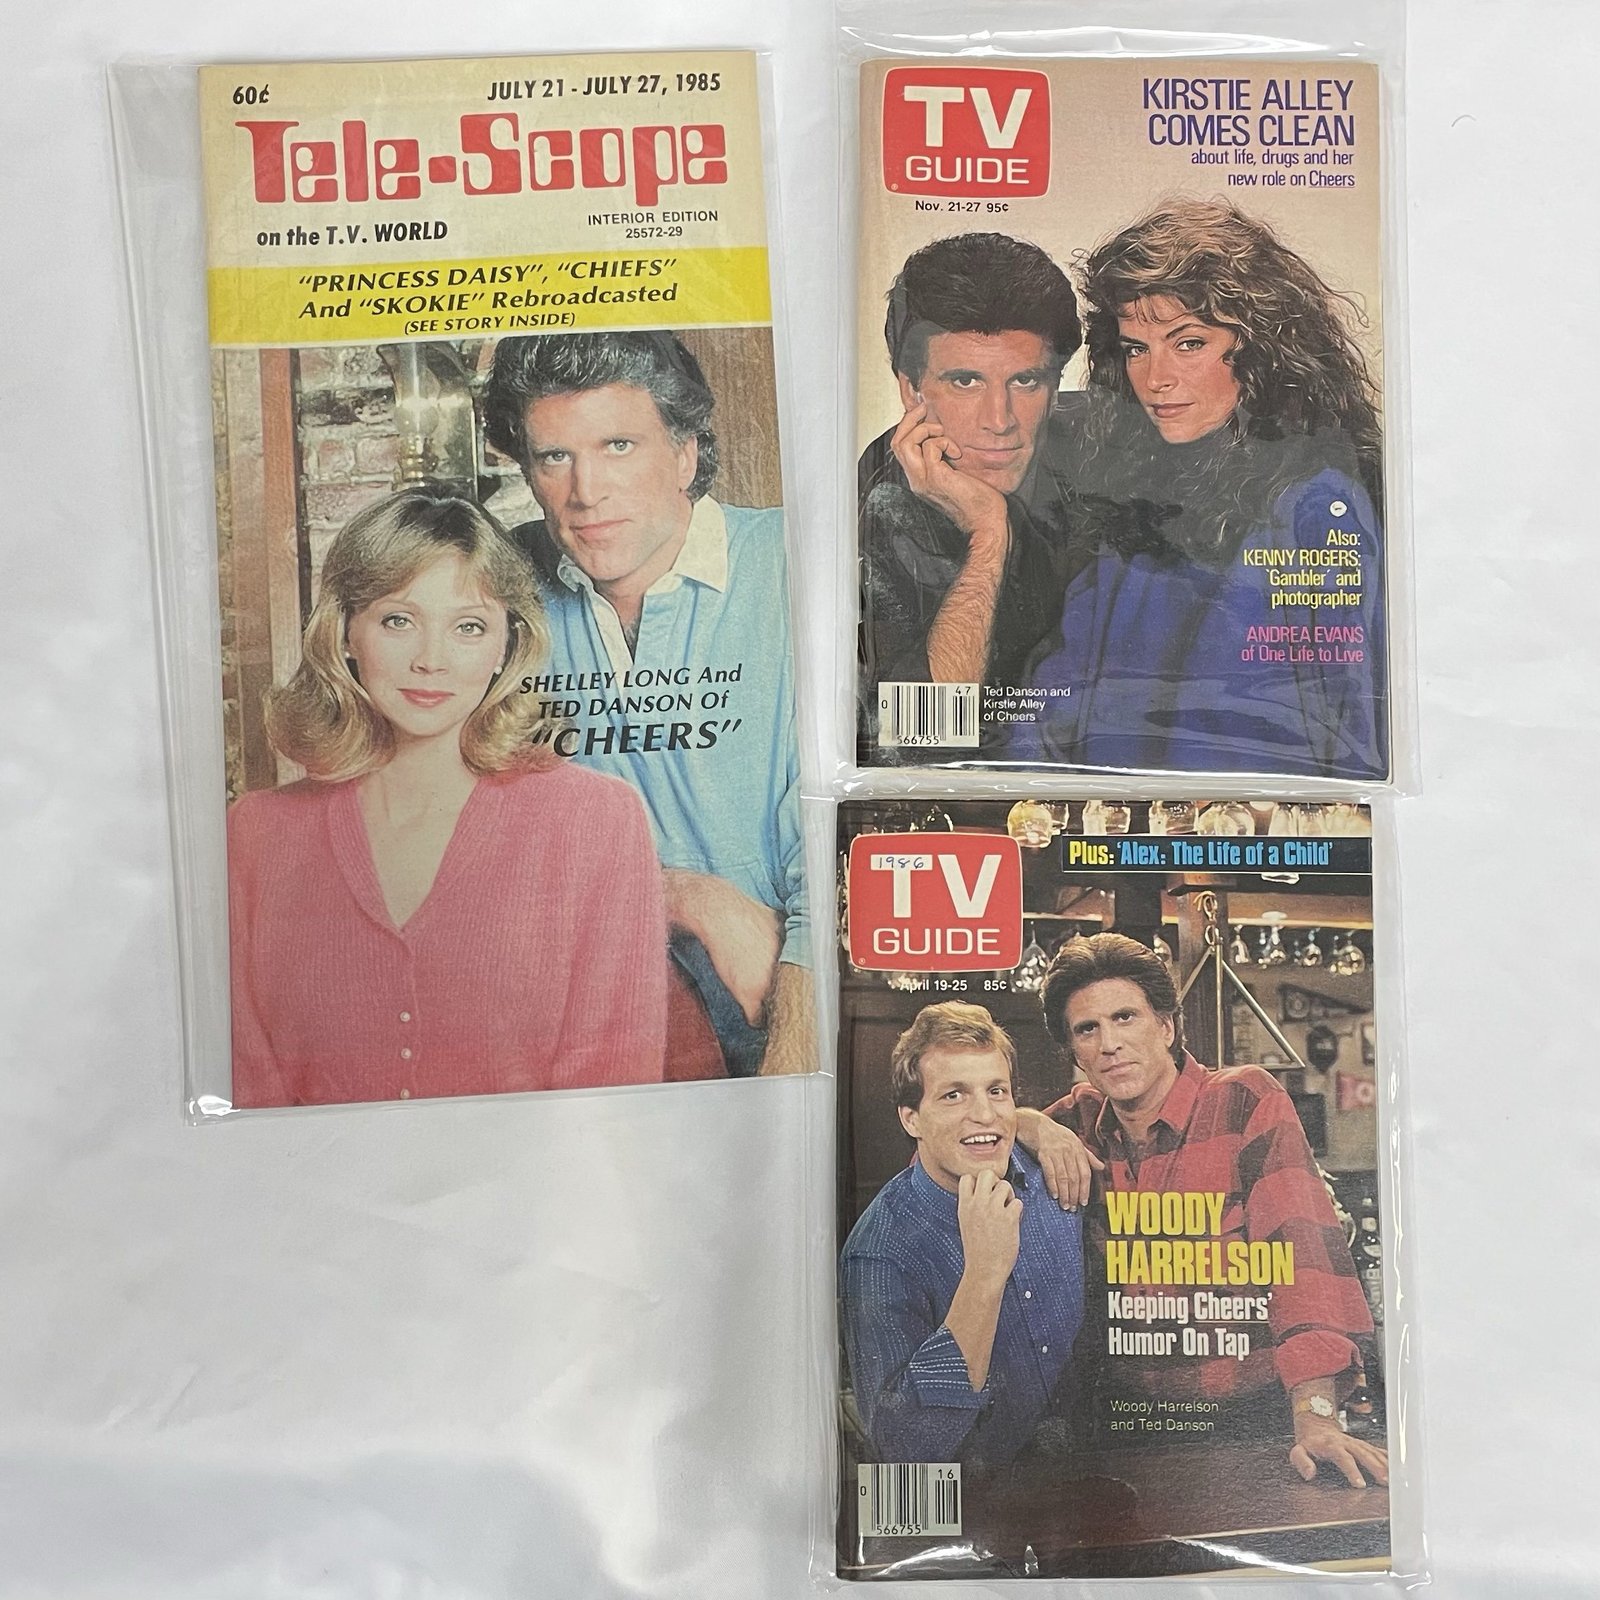 60¢
JULY 21 - JULY 27, 1985
Tele-Scope
on the T.V. WORLD
INTERIOR EDITION
25572-29
"PRINCESS DAISY", "CHIEFS"
And "SKOKIE" Rebroadcasted
(SEE STORY INSIDE)
SHELLEY LONG And
TED DANSON Of
"CHEERS"
TV
GUIDE
®
Nov. 21-27 95¢
KIRSTIE ALLEY
COMES CLEAN
about life, drugs and her
new role on Cheers
Also:
KENNY ROGERS:
'Gambler' and
photographer
ANDREA EVANS
of One Life to Live
47
0
566755
Ted Danson and
Kirstie Alley
of Cheers
1986
TV
GUIDE
®
April 19-25 85¢
Plus: 'Alex: The Life of a Child'
WOODY
HARRELSON
Keeping Cheers'
Humor On Tap
Woody Harrelson
and Ted Danson
16
0
566755